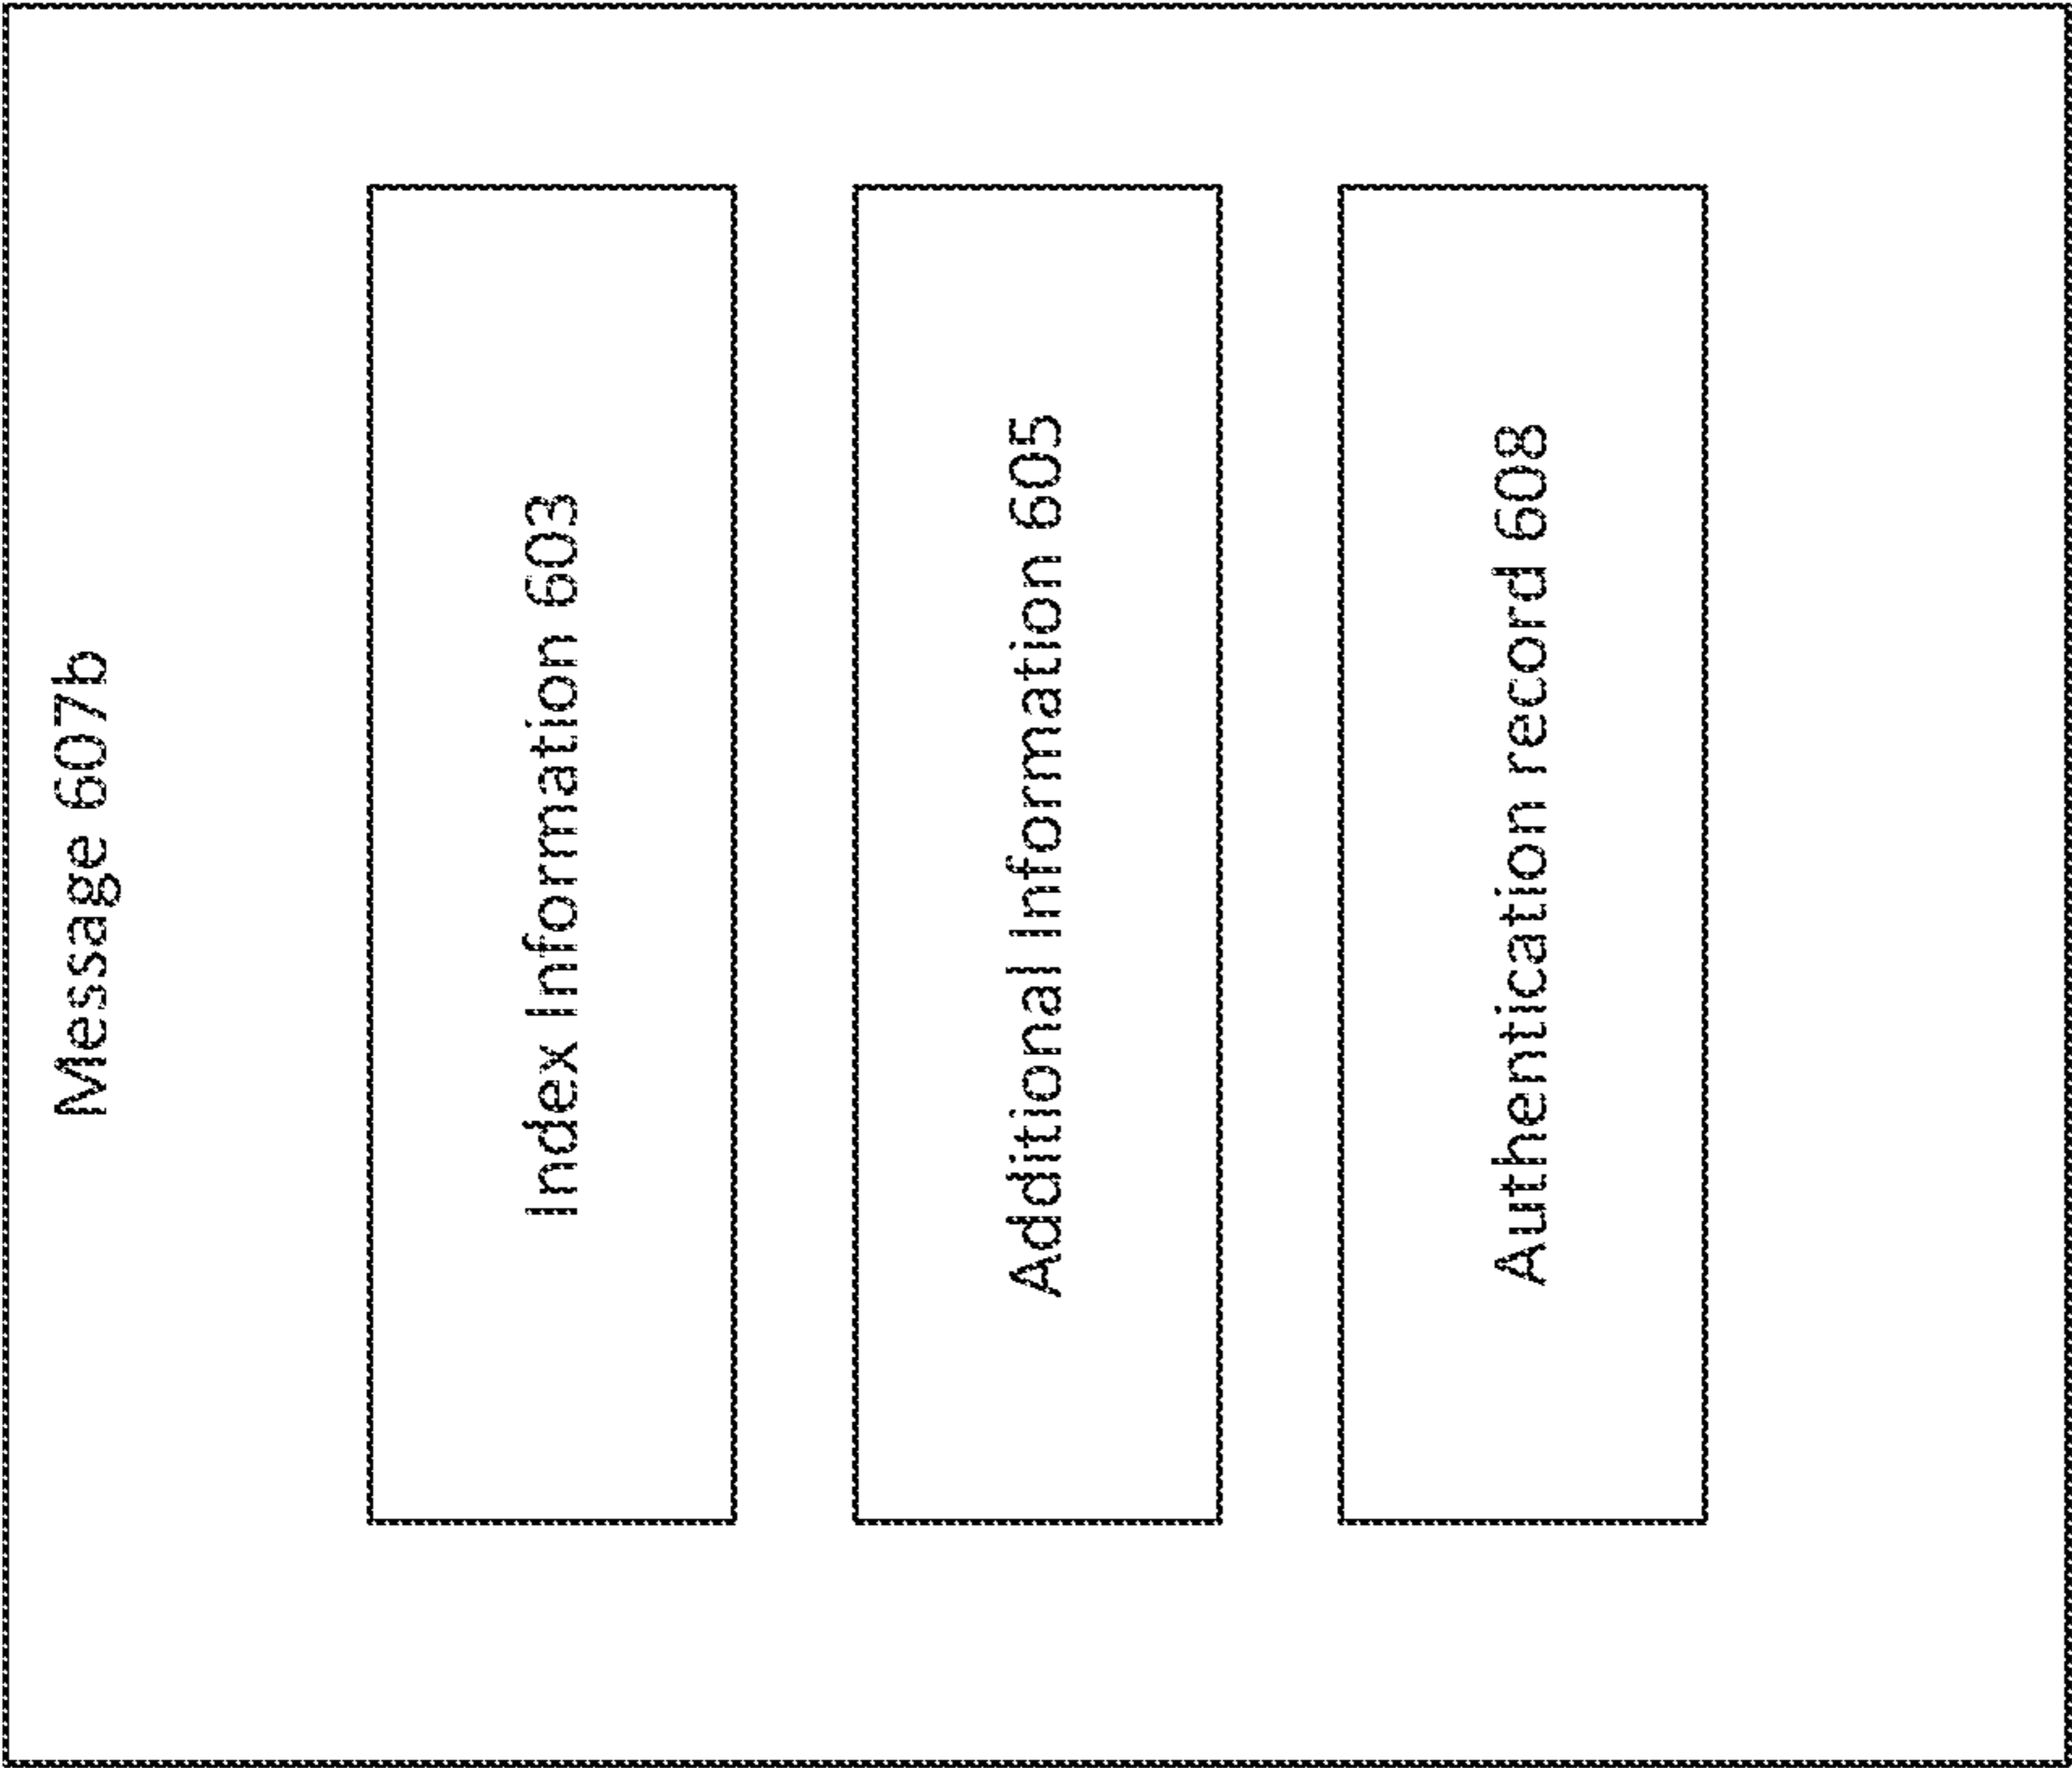 Message 607b
Index Information 603
Additional Information 605
Authentication record 608